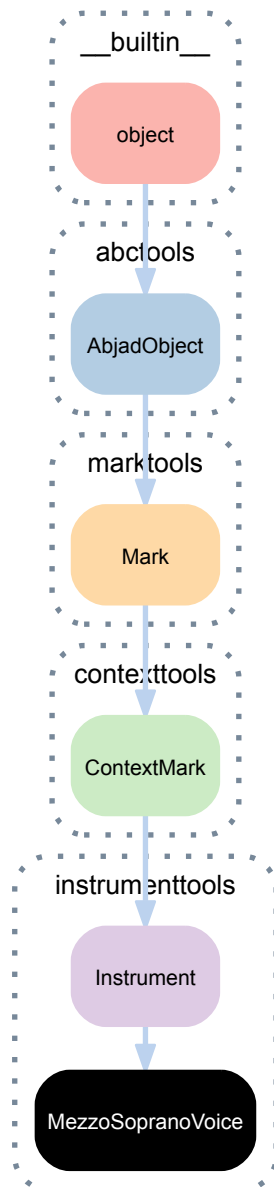 __builtin__
object
abctools
AbjadObject
marktools
Mark
contexttools
ContextMark
instrumenttools
Instrument
MezzoSopranoVoice